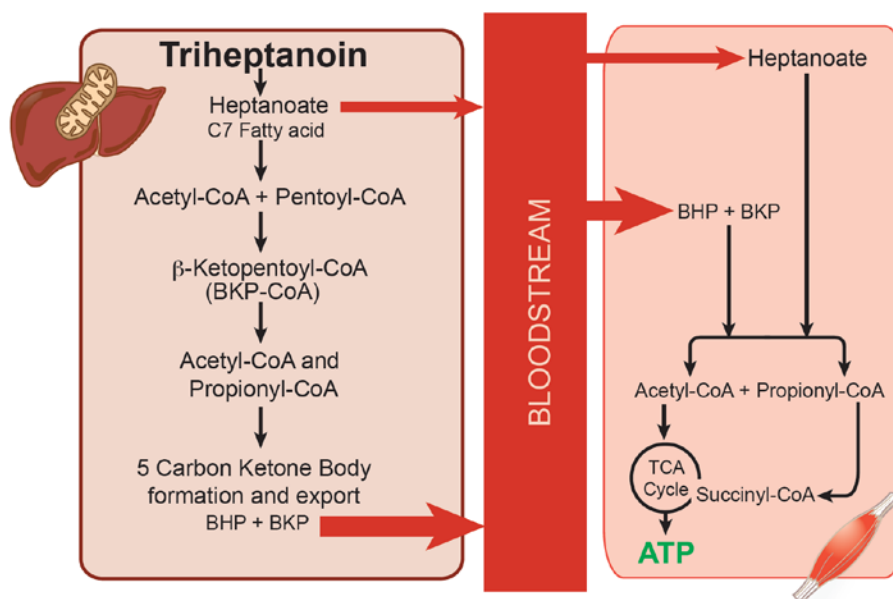 Triheptanoin
Heptanoate
C7 Fatty acid
Acetyl-CoA + Pentoyl-CoA
β-Ketopentoyl-CoA
(BKP-CoA)
Acetyl-CoA and
Propionyl-CoA
5 Carbon Ketone Body
formation and export
BHP + BKP
BLOODSTREAM
Heptanoate
BHP + BKP
Acetyl-CoA + Propionyl-CoA
TCA
Cycle
Succinyl-CoA
ATP